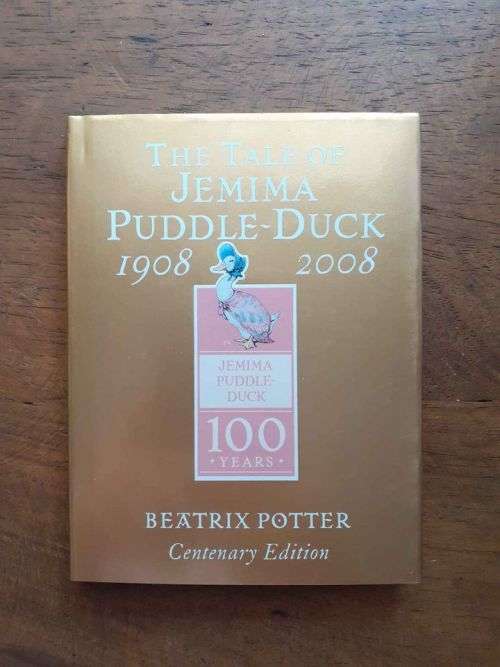 THE TALE OF
JEMIMA
PUDDLE-DUCK
1908 2008
JEMIMA
PUDDLE-
DUCK
100
• YEARS •
BEATRIX POTTER
Centenary Edition